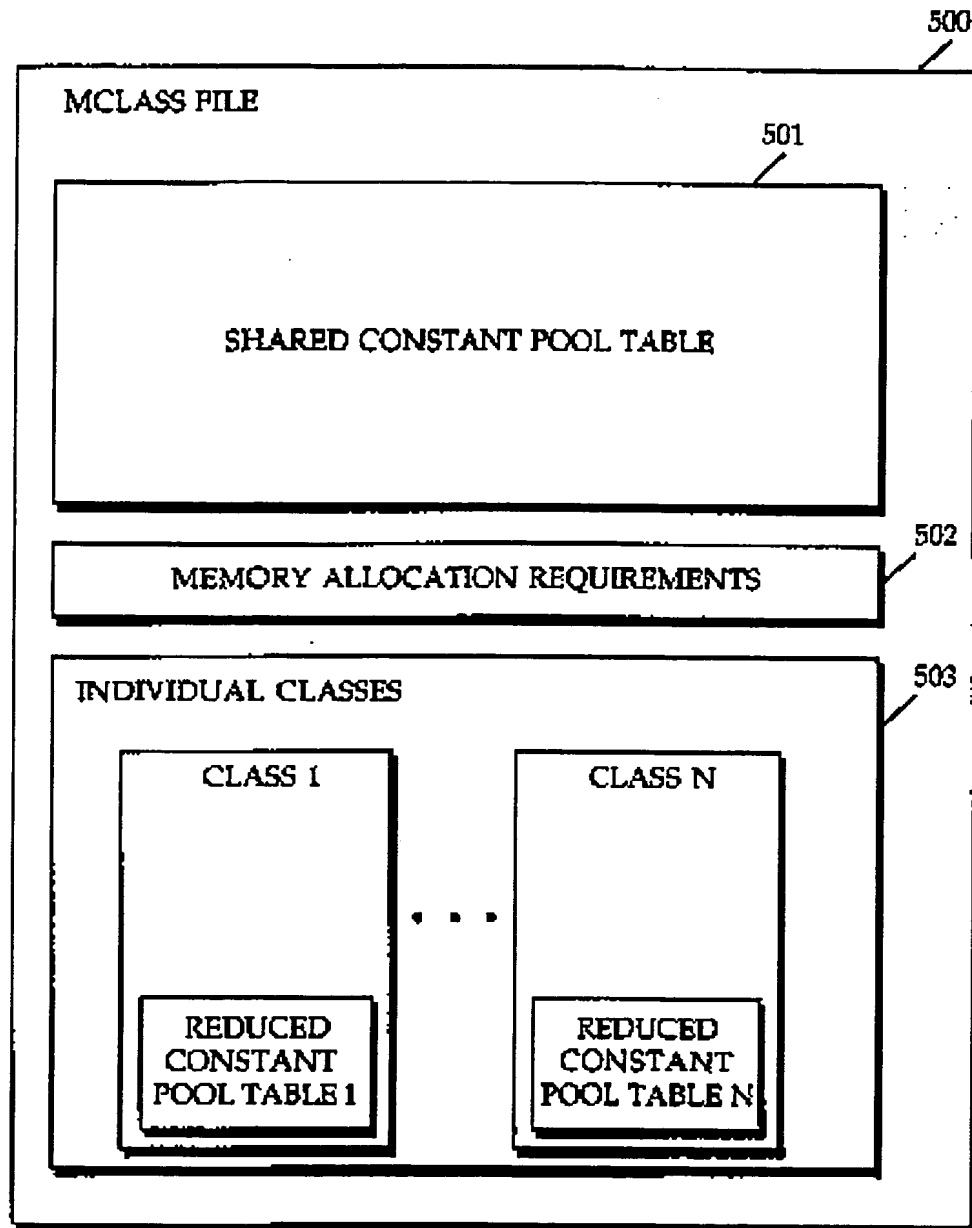 500
MCLASS FILE
501
SHARED CONSTANT POOL TABLE
502
MEMORY ALLOCATION REQUIREMENTS
503
INDIVIDUAL CLASSES
CLASS 1
CLASS N
REDUCED
CONSTANT
POOL TABLE 1
REDUCED
CONSTANT
POOL TABLE N